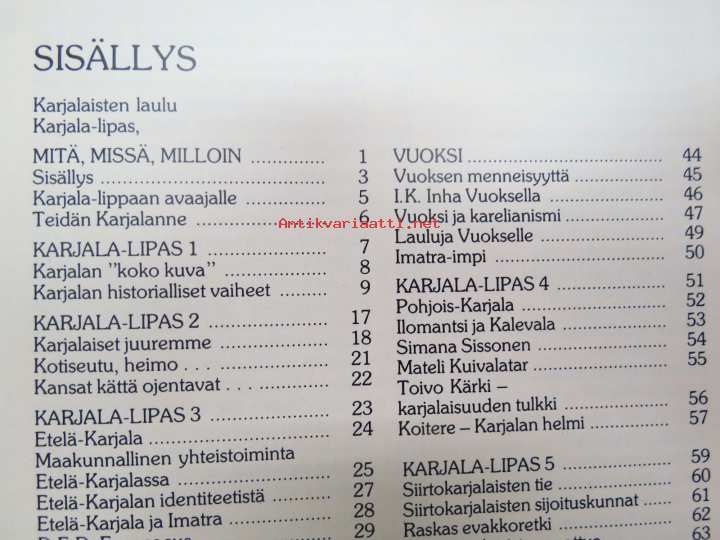 SISÄLLYS
Karjalaisten laulu
Karjala-lipas,
MITÄ, MISSÄ, MILLOIN .............. 1
Sisällys .............. 3
Karjala-lippaan avaajalle .............. 5
Teidän Karjalanne .............. 6
KARJALA-LIPAS 1 .............. 7
Karjalan "koko kuva" .............. 8
Karjalan historialliset vaiheet ......... 9
KARJALA-LIPAS 2 .............. 17
Karjalaiset juuremme .............. 18
Kotiseutu, heimo . . . .............. 21
Kansat kättä ojentavat . . . .............. 22
KARJALA-LIPAS 3 .............. 23
Etelä-Karjala .............. 24
Maakunnallinen yhteistoiminta
Etelä-Karjalassa .............. 25
Etelä-Karjalan identiteetistä .............. 27
Etelä-Karjala ja Imatra .............. 28
29
VUOKSI .............. 44
Vuoksen menneisyyttä .............. 45
I.K. Inha Vuoksella .............. 46
Vuoksi ja karelianismi .............. 47
Lauluja Vuokselle .............. 49
Imatra-impi .............. 50
KARJALA-LIPAS 4 .............. 51
Pohjois-Karjala .............. 52
Ilomantsi ja Kalevala .............. 53
Simana Sissonen .............. 54
Mateli Kuivalatar .............. 55
Toivo Kärki –
karjalaisuuden tulkki .............. 56
Koitere – Karjalan helmi .............. 57
KARJALA-LIPAS 5 .............. 59
Siirtokarjalaisten tie .............. 60
Siirtokarjalaisten sijoituskunnat ....... 61
Raskas evakkoretki .............. 62
63
Antikvariaatti.net